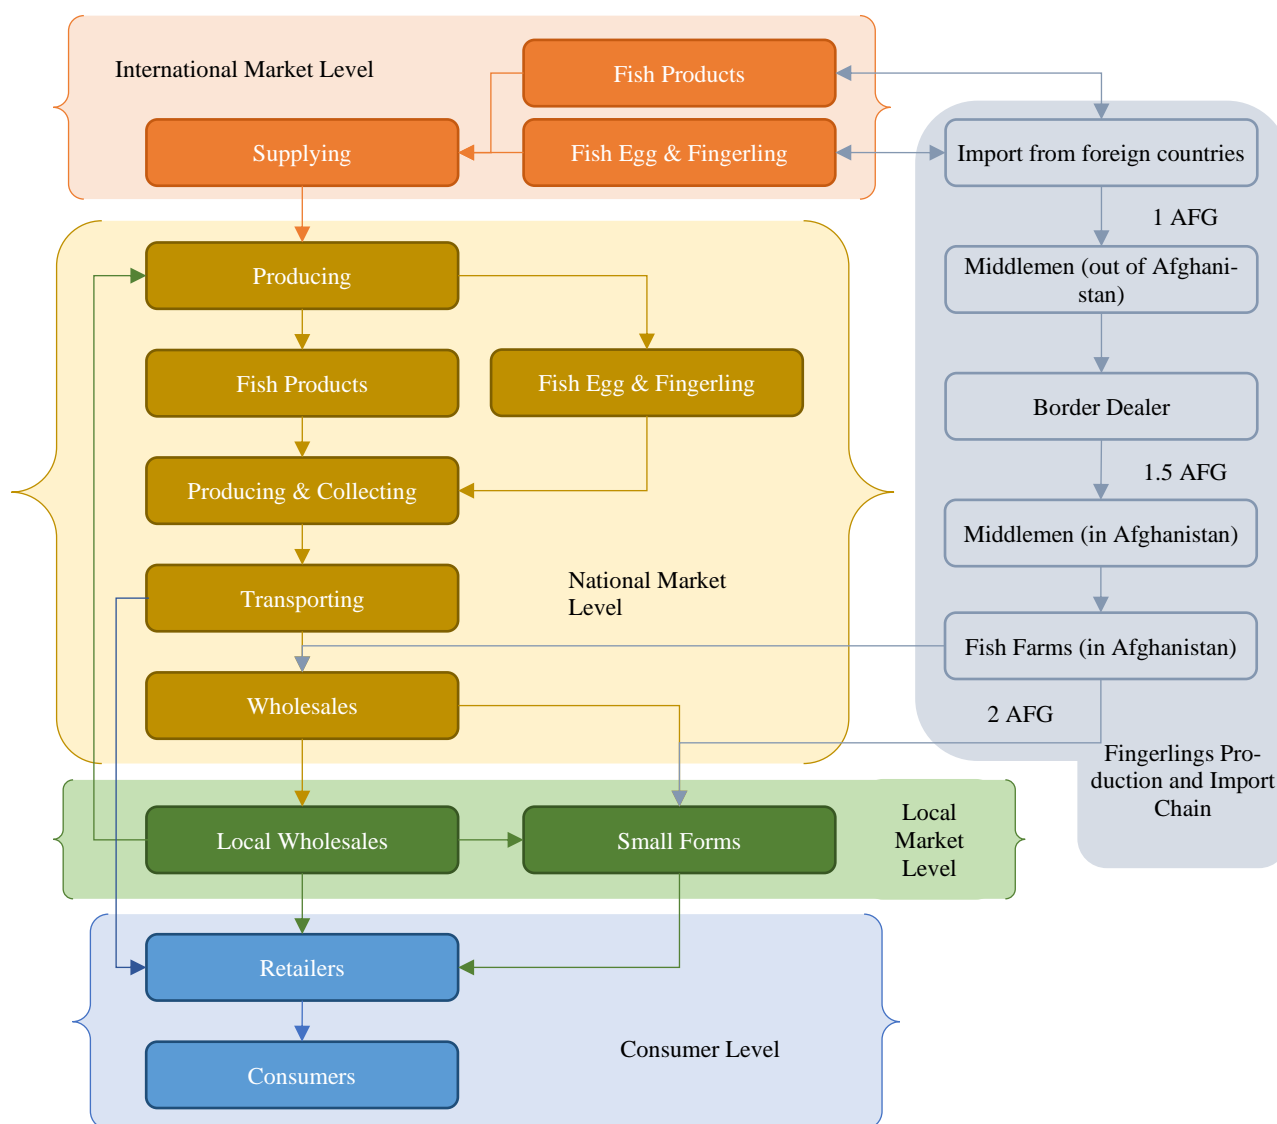 International Market Level
Fish Products
Supplying
Fish Egg & Fingerling
Import from foreign countries
1 AFG
Producing
Middlemen (out of Afghani-
stan)
Fish Products
Fish Egg & Fingerling
Border Dealer
1.5 AFG
Producing & Collecting
Middlemen (in Afghanistan)
National Market
Level
Transporting
Fish Farms (in Afghanistan)
Wholesales
2 AFG
Fingerlings Pro-
duction and Import
Chain
Local Wholesales
Small Forms
Local
Market
Level
Retailers
Consumer Level
Consumers